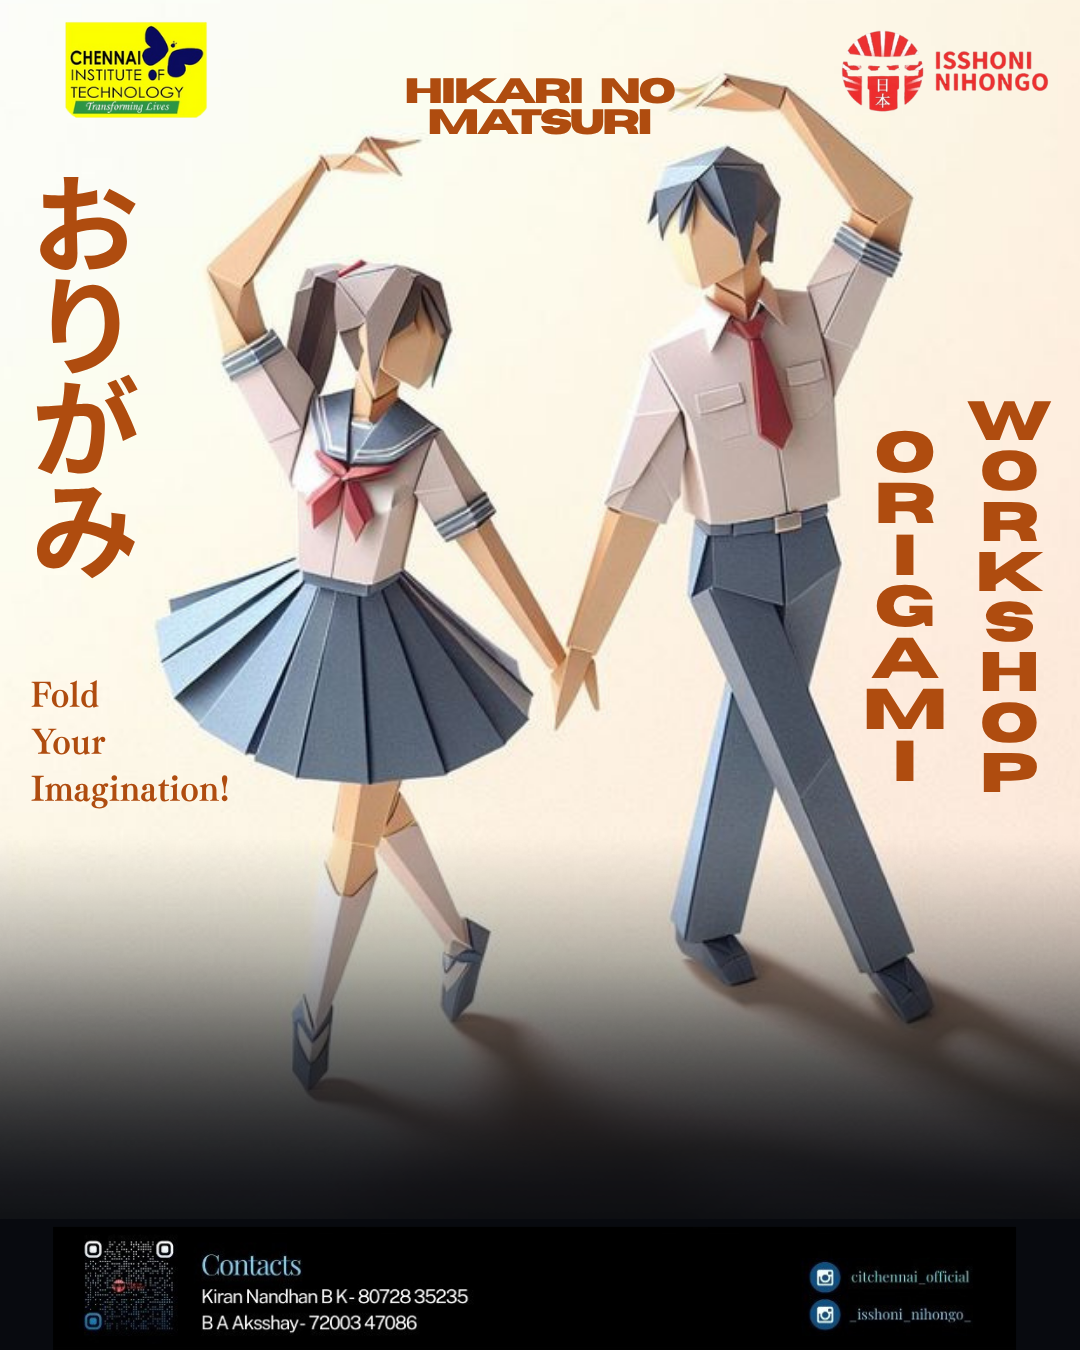 CHENNAI
INSTITUTE OF
TECHNOLOGY
Transforming Lives
HIKARI NO
MATSURI
日本
ISSHONI
NIHONGO
おりがみ
ORIGAMI
WORKSHOP
Fold
Your
Imagination!
Contacts
Kiran Nandhan B K - 80728 35235
B A Aksshay - 72003 47086
citchennai_official
_isshoni_nihongo_